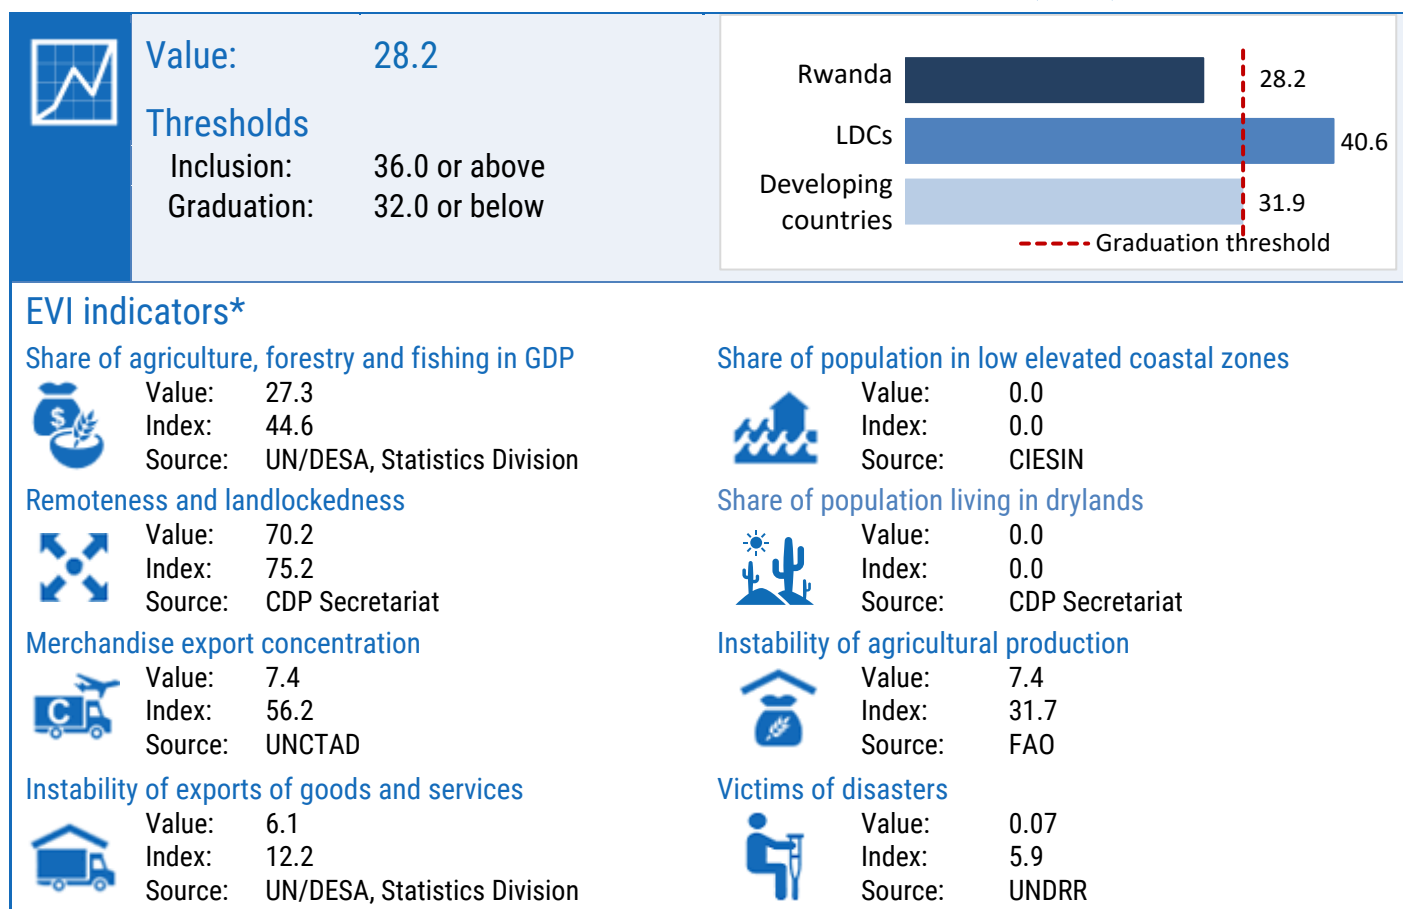 Value: 28.2
Thresholds
Inclusion: 36.0 or above
Graduation: 32.0 or below
Rwanda 28.2
LDCs 40.6
Developing countries 31.9
Graduation threshold
EVI indicators*
Share of agriculture, forestry and fishing in GDP
Value: 27.3
Index: 44.6
Source: UN/DESA, Statistics Division
Remoteness and landlockedness
Value: 70.2
Index: 75.2
Source: CDP Secretariat
Merchandise export concentration
C
Value: 7.4
Index: 56.2
Source: UNCTAD
Instability of exports of goods and services
Value: 6.1
Index: 12.2
Source: UN/DESA, Statistics Division
Share of population in low elevated coastal zones
Value: 0.0
Index: 0.0
Source: CIESIN
Share of population living in drylands
Value: 0.0
Index: 0.0
Source: CDP Secretariat
Instability of agricultural production
Value: 7.4
Index: 31.7
Source: FAO
Victims of disasters
Value: 0.07
Index: 5.9
Source: UNDRR